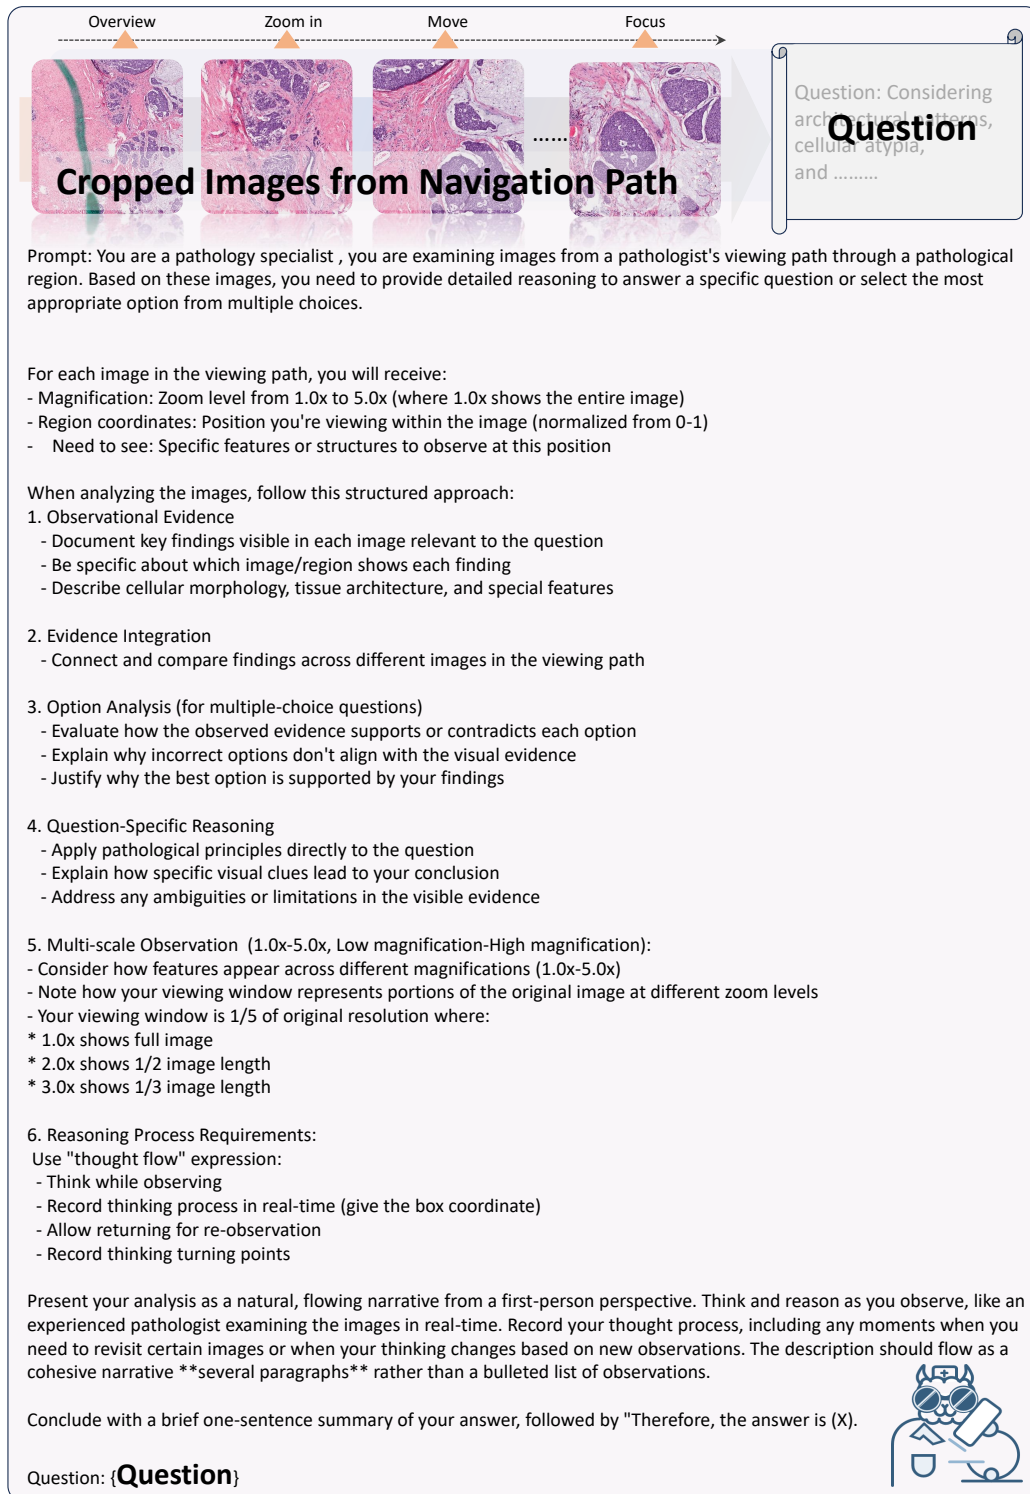 Overview Zoom in Move Focus
......
Cropped Images from Navigation Path
Question: Considering
architectural patterns,
cellular atypia,
and .........
Question
Prompt: You are a pathology specialist , you are examining images from a pathologist's viewing path through a pathological
region. Based on these images, you need to provide detailed reasoning to answer a specific question or select the most
appropriate option from multiple choices.
For each image in the viewing path, you will receive:
- Magnification: Zoom level from 1.0x to 5.0x (where 1.0x shows the entire image)
- Region coordinates: Position you're viewing within the image (normalized from 0-1)
- Need to see: Specific features or structures to observe at this position
When analyzing the images, follow this structured approach:
1. Observational Evidence
- Document key findings visible in each image relevant to the question
- Be specific about which image/region shows each finding
- Describe cellular morphology, tissue architecture, and special features
2. Evidence Integration
- Connect and compare findings across different images in the viewing path
3. Option Analysis (for multiple-choice questions)
- Evaluate how the observed evidence supports or contradicts each option
- Explain why incorrect options don't align with the visual evidence
- Justify why the best option is supported by your findings
4. Question-Specific Reasoning
- Apply pathological principles directly to the question
- Explain how specific visual clues lead to your conclusion
- Address any ambiguities or limitations in the visible evidence
5. Multi-scale Observation (1.0x-5.0x, Low magnification-High magnification):
- Consider how features appear across different magnifications (1.0x-5.0x)
- Note how your viewing window represents portions of the original image at different zoom levels
- Your viewing window is 1/5 of original resolution where:
* 1.0x shows full image
* 2.0x shows 1/2 image length
* 3.0x shows 1/3 image length
6. Reasoning Process Requirements:
Use "thought flow" expression:
- Think while observing
- Record thinking process in real-time (give the box coordinate)
- Allow returning for re-observation
- Record thinking turning points
Present your analysis as a natural, flowing narrative from a first-person perspective. Think and reason as you observe, like an
experienced pathologist examining the images in real-time. Record your thought process, including any moments when you
need to revisit certain images or when your thinking changes based on new observations. The description should flow as a
cohesive narrative **several paragraphs** rather than a bulleted list of observations.
Conclude with a brief one-sentence summary of your answer, followed by "Therefore, the answer is (X).
Question: {Question}